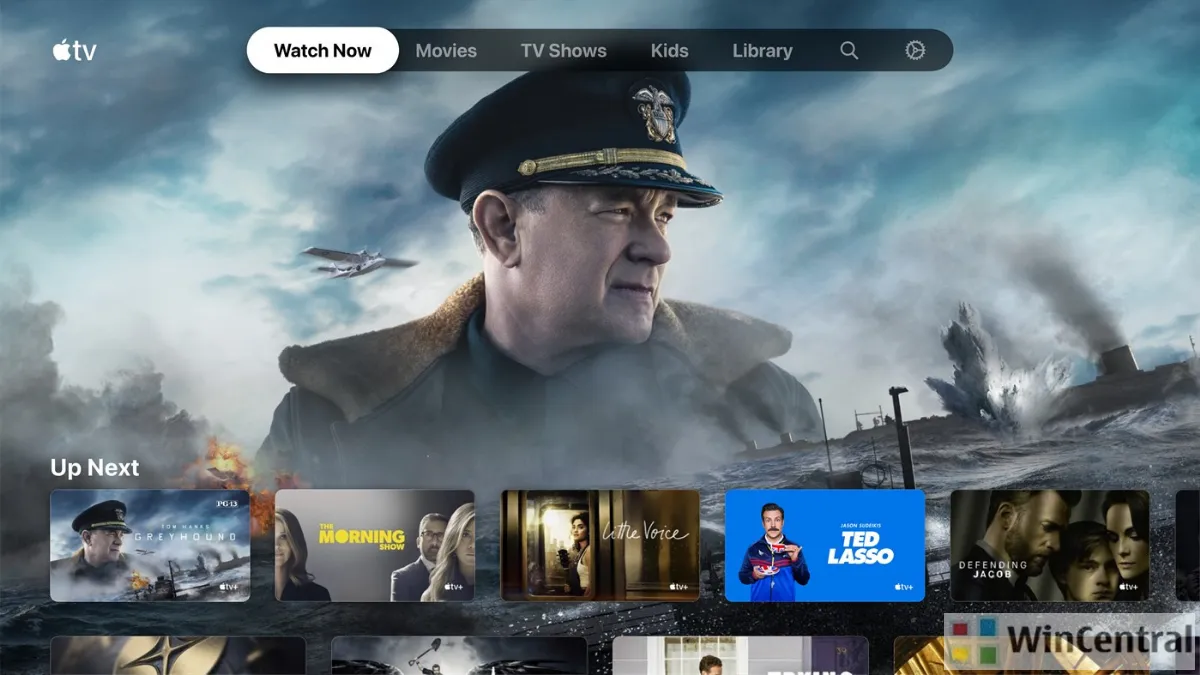 tv
Watch Now
Movies
TV Shows
Kids
Library
Up Next
PG-13
TOM HANKS
GREYHOUND
tv+
THE
MORNING
SHOW
tv+
Little Voice
tv+
JASON SUDEIKIS
TED
LASSO
tv+
DEFENDING
JACOB
tv+
TRYING
WinCentral